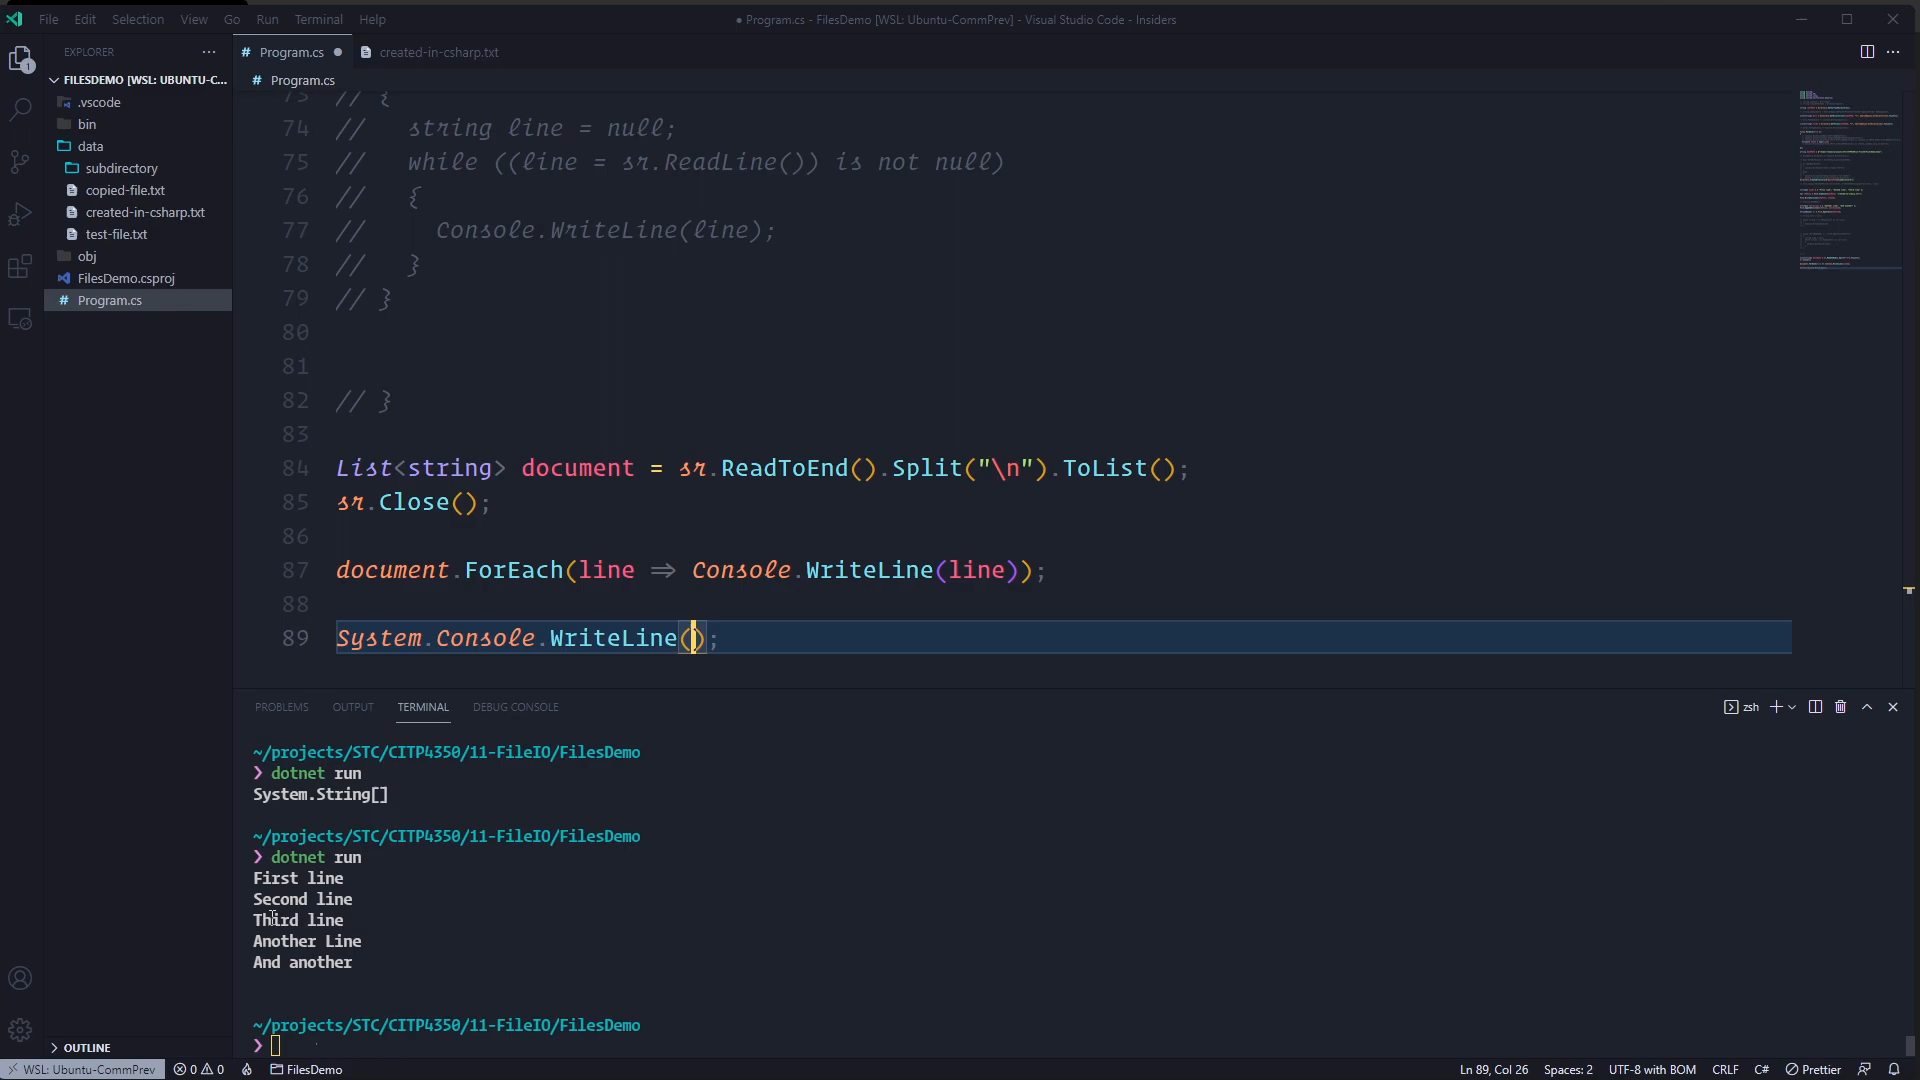 File Edit Selection View Go Run Terminal Help
● Program.cs - FilesDemo [WSL: Ubuntu-CommPrev] - Visual Studio Code - Insiders
EXPLORER ···
# Program.cs ● created-in-csharp.txt
1
FILESDEMO [WSL: UBUNTU-C...
# Program.cs
.vscode
bin
data
subdirectory
copied-file.txt
created-in-csharp.txt
test-file.txt
obj
FilesDemo.csproj
# Program.cs
73 // {
74 //   string line = null;
75 //   while ((line = sr.ReadLine()) is not null)
76 //   {
77 //     Console.WriteLine(line);
78 //   }
79 // }
80
81
82 // }
83
84 List<string> document = sr.ReadToEnd().Split("\n").ToList();
85 sr.Close();
86
87 document.ForEach(line => Console.WriteLine(line));
88
89 System.Console.WriteLine();
PROBLEMS OUTPUT TERMINAL DEBUG CONSOLE
zsh
~/projects/STC/CITP4350/11-FileIO/FilesDemo
❯ dotnet run
System.String[]
~/projects/STC/CITP4350/11-FileIO/FilesDemo
❯ dotnet run
First line
Second line
Third line
Another Line
And another
~/projects/STC/CITP4350/11-FileIO/FilesDemo
❯
OUTLINE
WSL: Ubuntu-CommPrev 0 0 FilesDemo Ln 89, Col 26 Spaces: 2 UTF-8 with BOM CRLF C# Prettier